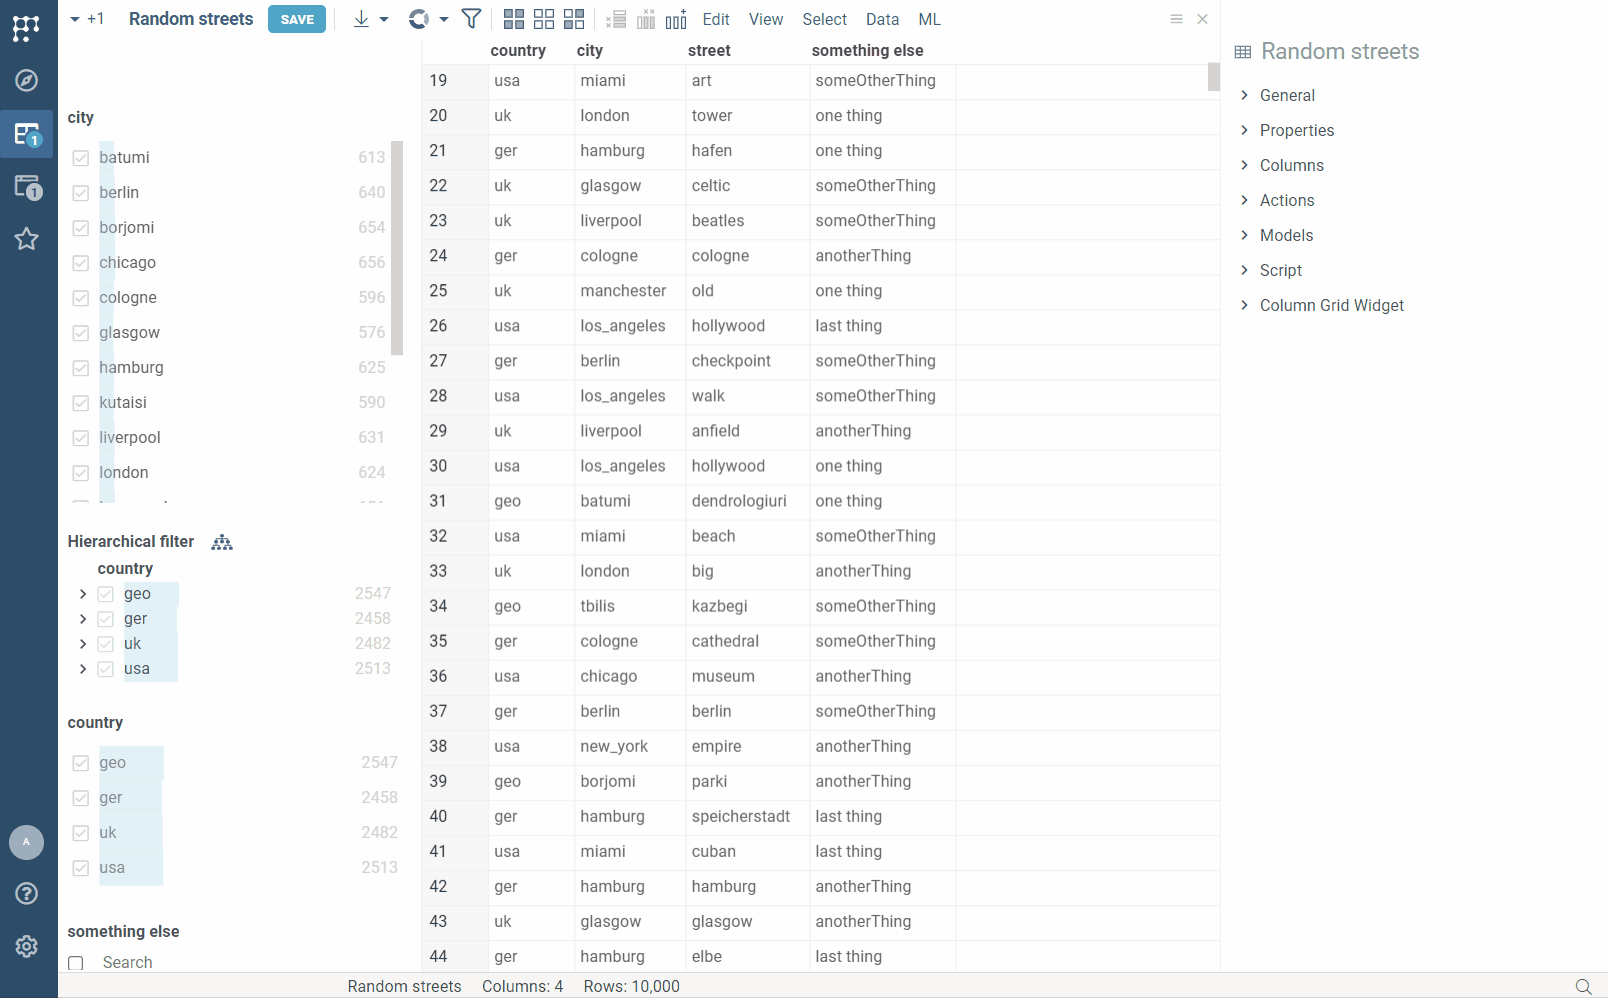 +1 Random streets SAVE Edit View Select Data ML
country city street something else
19 usa miami art someOtherThing
20 uk london tower one thing
21 ger hamburg hafen one thing
22 uk glasgow celtic someOtherThing
23 uk liverpool beatles someOtherThing
24 ger cologne cologne anotherThing
25 uk manchester old one thing
26 usa los_angeles hollywood last thing
27 ger berlin checkpoint someOtherThing
28 usa los_angeles walk someOtherThing
29 uk liverpool anfield anotherThing
30 usa los_angeles hollywood one thing
31 geo batumi dendrologiuri one thing
32 usa miami beach someOtherThing
33 uk london big anotherThing
34 geo tbilis kazbegi someOtherThing
35 ger cologne cathedral someOtherThing
36 usa chicago museum anotherThing
37 ger berlin berlin someOtherThing
38 usa new_york empire anotherThing
39 geo borjomi parki anotherThing
40 ger hamburg speicherstadt last thing
41 usa miami cuban last thing
42 ger hamburg hamburg anotherThing
43 uk glasgow glasgow anotherThing
44 ger hamburg elbe last thing
1
1
A
city
batumi 613
berlin 640
borjomi 654
chicago 656
cologne 596
glasgow 576
hamburg 625
kutaisi 590
liverpool 631
london 624
Hierarchical filter
country
geo 2547
ger 2458
uk 2482
usa 2513
country
geo 2547
ger 2458
uk 2482
usa 2513
something else
Search
Random streets
General
Properties
Columns
Actions
Models
Script
Column Grid Widget
Random streets Columns: 4 Rows: 10,000